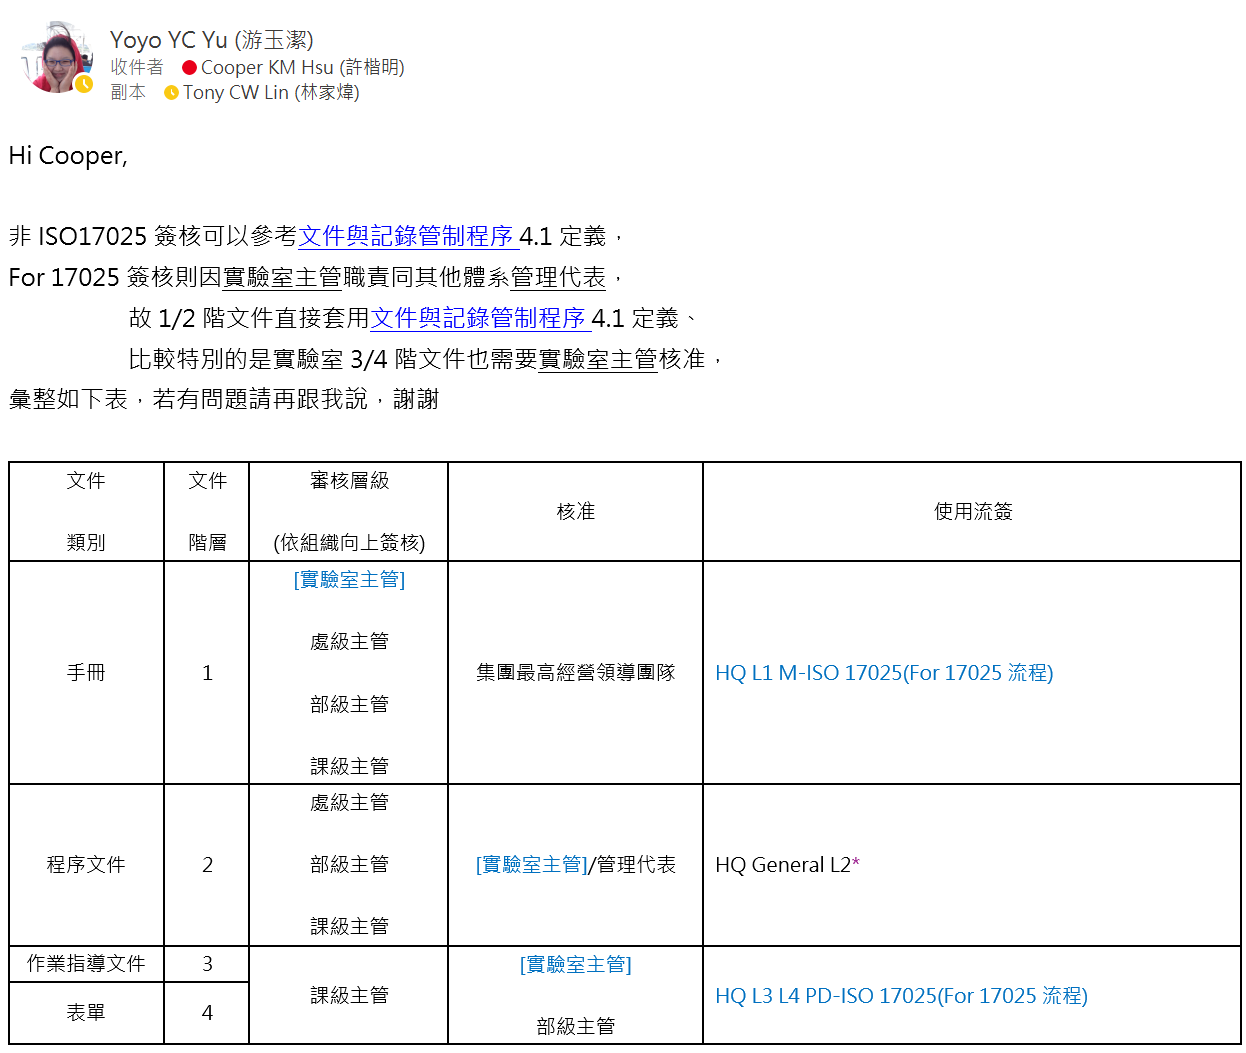 Yoyo YC Yu (游玉潔)
收件者 Cooper KM Hsu (許楷明)
副本 Tony CW Lin (林家煒)
Hi Cooper,
非 ISO17025 簽核可以參考文件與記錄管制程序 4.1 定義，
For 17025 簽核則因實驗室主管職責同其他體系管理代表，
故 1/2 階文件直接套用文件與記錄管制程序 4.1 定義、
比較特別的是實驗室 3/4 階文件也需要實驗室主管核准，
彙整如下表，若有問題請再跟我說，謝謝
文件
類別
文件
階層
審核層級
(依組織向上簽核)
核准
使用流簽
手冊
1
[實驗室主管]
處級主管
部級主管
課級主管
集團最高經營領導團隊
HQ L1 M-ISO 17025(For 17025 流程)
程序文件
2
處級主管
部級主管
課級主管
[實驗室主管]/管理代表
HQ General L2*
作業指導文件
3
課級主管
[實驗室主管]
部級主管
HQ L3 L4 PD-ISO 17025(For 17025 流程)
表單
4